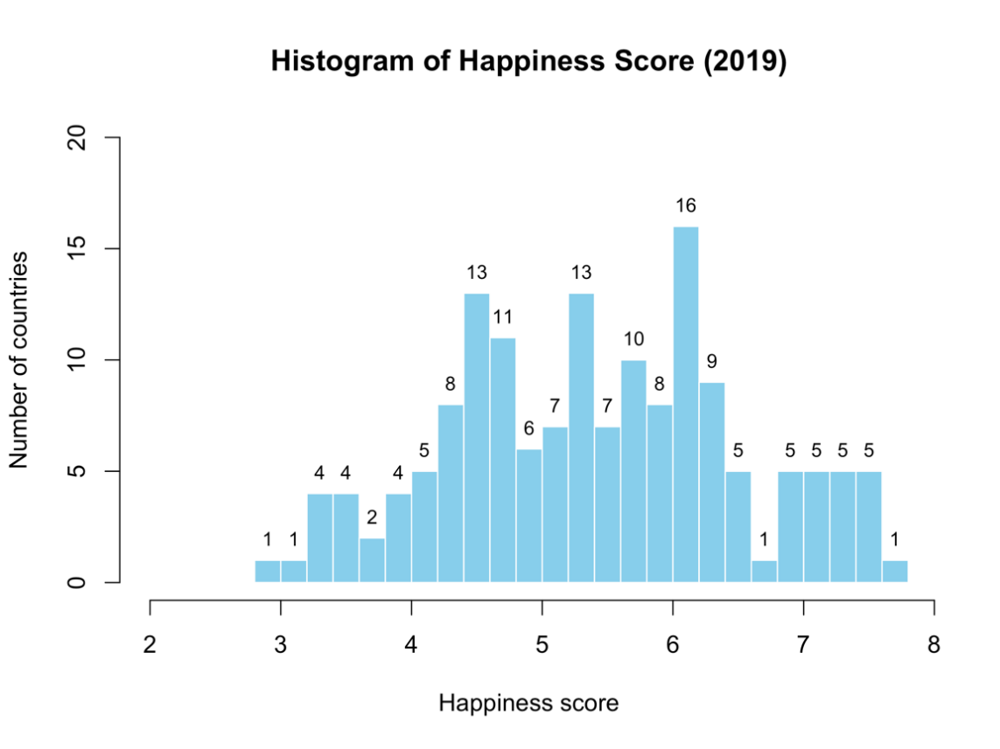 Histogram of Happiness Score (2019)
Number of countries
20
15
10
5
0
1 1 4 4 2 4 5 8 13 11 6 7 13 7 10 8 16 9 5 1 5 5 5 5 1
2 3 4 5 6 7 8
Happiness score